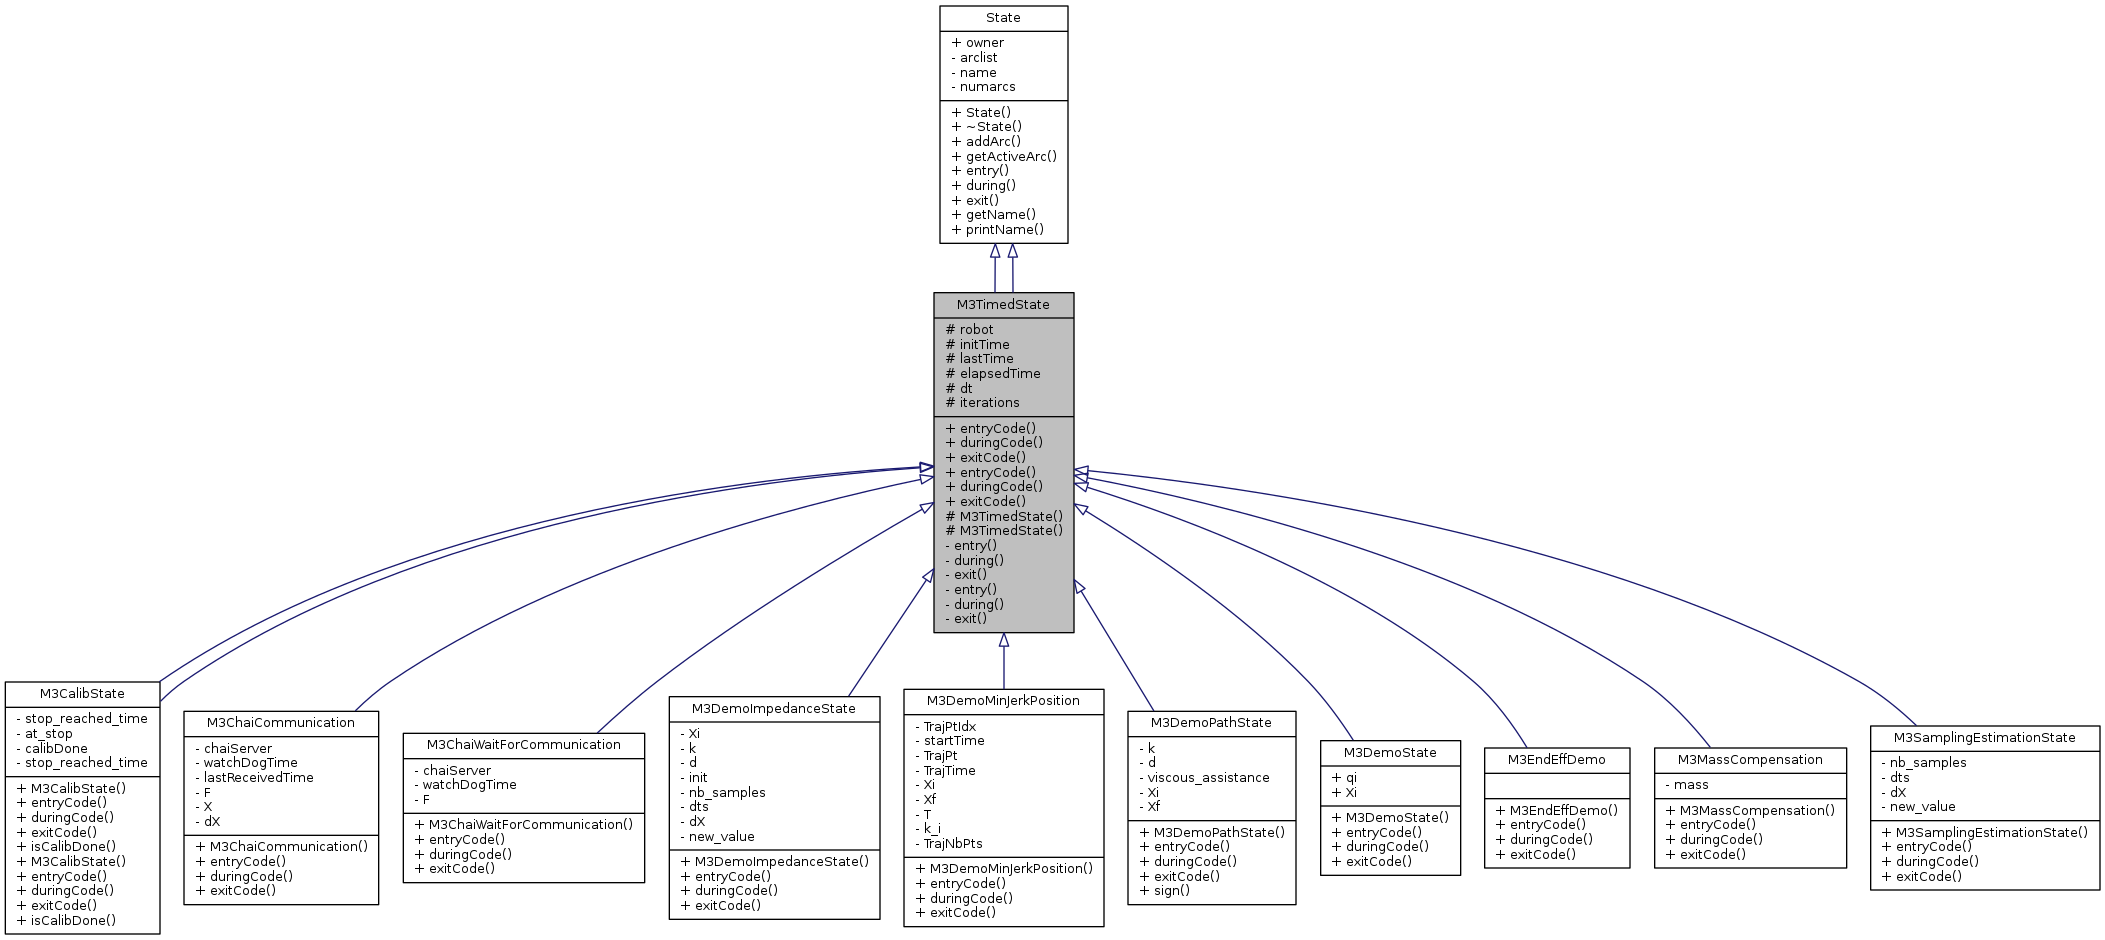 State
+ owner
- arclist
- name
- numarcs
+ State()
+ ~State()
+ addArc()
+ getActiveArc()
+ entry()
+ during()
+ exit()
+ getName()
+ printName()
M3TimedState
# robot
# initTime
# lastTime
# elapsedTime
# dt
# iterations
+ entryCode()
+ duringCode()
+ exitCode()
+ entryCode()
+ duringCode()
+ exitCode()
# M3TimedState()
# M3TimedState()
- entry()
- during()
- exit()
- entry()
- during()
- exit()
M3CalibState
- stop_reached_time
- at_stop
- calibDone
- stop_reached_time
+ M3CalibState()
+ entryCode()
+ duringCode()
+ exitCode()
+ isCalibDone()
+ M3CalibState()
+ entryCode()
+ duringCode()
+ exitCode()
+ isCalibDone()
M3ChaiCommunication
- chaiServer
- watchDogTime
- lastReceivedTime
- F
- X
- dX
+ M3ChaiCommunication()
+ entryCode()
+ duringCode()
+ exitCode()
M3ChaiWaitForCommunication
- chaiServer
- watchDogTime
- F
+ M3ChaiWaitForCommunication()
+ entryCode()
+ duringCode()
+ exitCode()
M3DemoImpedanceState
- Xi
- k
- d
- init
- nb_samples
- dts
- dX
- new_value
+ M3DemoImpedanceState()
+ entryCode()
+ duringCode()
+ exitCode()
M3DemoMinJerkPosition
- TrajPtIdx
- startTime
- TrajPt
- TrajTime
- Xi
- Xf
- T
- k_i
- TrajNbPts
+ M3DemoMinJerkPosition()
+ entryCode()
+ duringCode()
+ exitCode()
M3DemoPathState
- k
- d
- viscous_assistance
- Xi
- Xf
+ M3DemoPathState()
+ entryCode()
+ duringCode()
+ exitCode()
+ sign()
M3DemoState
+ qi
+ Xi
+ M3DemoState()
+ entryCode()
+ duringCode()
+ exitCode()
M3EndEffDemo
+ M3EndEffDemo()
+ entryCode()
+ duringCode()
+ exitCode()
M3MassCompensation
- mass
+ M3MassCompensation()
+ entryCode()
+ duringCode()
+ exitCode()
M3SamplingEstimationState
- nb_samples
- dts
- dX
- new_value
+ M3SamplingEstimationState()
+ entryCode()
+ duringCode()
+ exitCode()